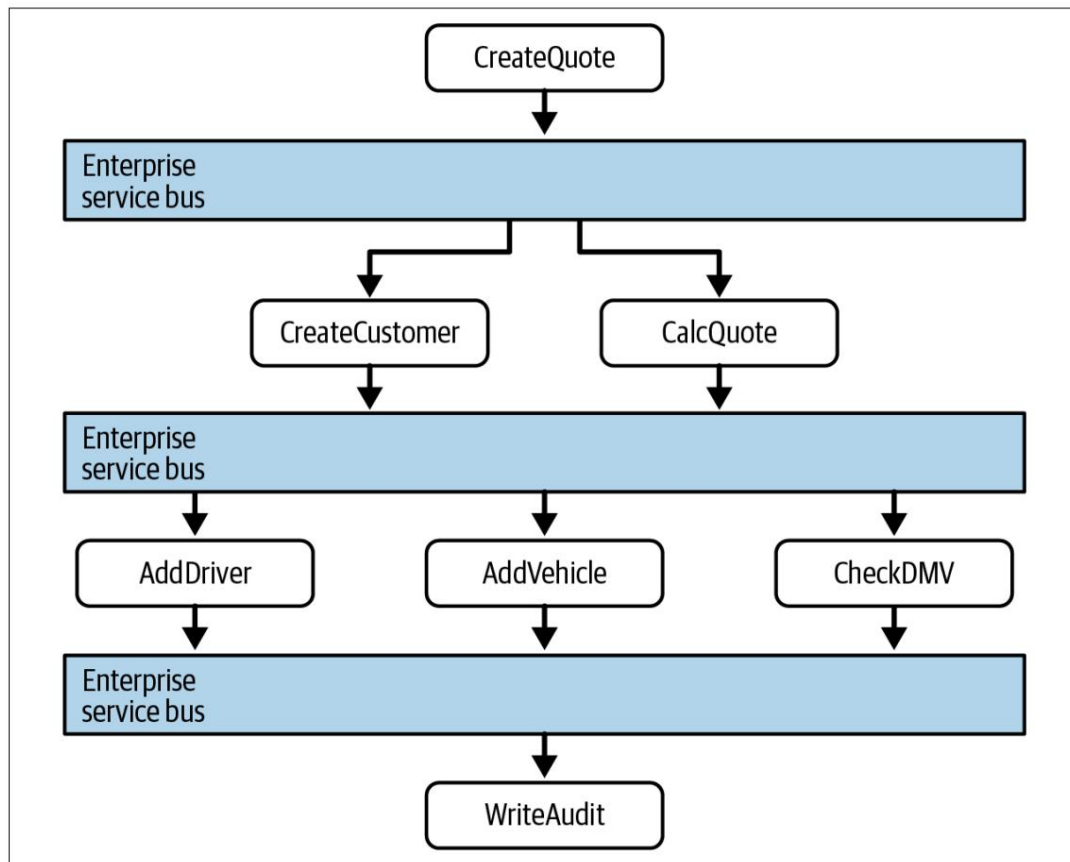 CreateQuote
Enterprise
service bus
CreateCustomer
CalcQuote
Enterprise
service bus
AddDriver
AddVehicle
CheckDMV
Enterprise
service bus
WriteAudit